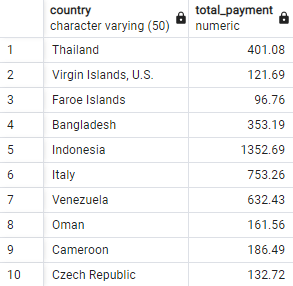 country total_payment
character varying (50) numeric
1 Thailand 401.08
2 Virgin Islands, U.S. 121.69
3 Faroe Islands 96.76
4 Bangladesh 353.19
5 Indonesia 1352.69
6 Italy 753.26
7 Venezuela 632.43
8 Oman 161.56
9 Cameroon 186.49
10 Czech Republic 132.72